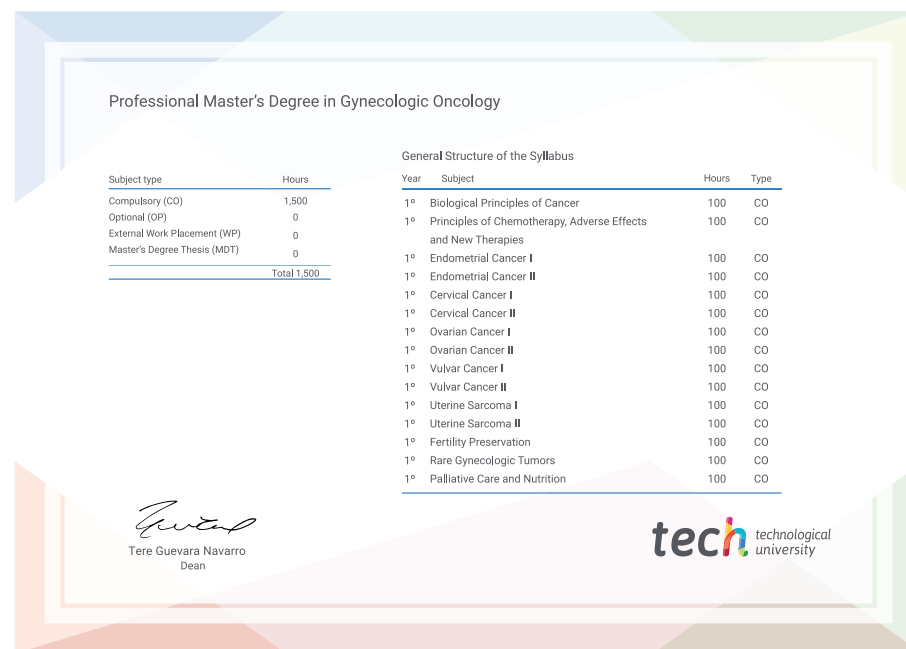 Professional Master's Degree in Gynecologic Oncology
Subject type Hours
Compulsory (CO) 1,500
Optional (OP) 0
External Work Placement (WP) 0
Master's Degree Thesis (MDT) 0
Total 1,500
General Structure of the Syllabus
Year Subject Hours Type
1º Biological Principles of Cancer 100 CO
1º Principles of Chemotherapy, Adverse Effects 100 CO
and New Therapies
1º Endometrial Cancer I 100 CO
1º Endometrial Cancer II 100 CO
1º Cervical Cancer I 100 CO
1º Cervical Cancer II 100 CO
1º Ovarian Cancer I 100 CO
1º Ovarian Cancer II 100 CO
1º Vulvar Cancer I 100 CO
1º Vulvar Cancer II 100 CO
1º Uterine Sarcoma I 100 CO
1º Uterine Sarcoma II 100 CO
1º Fertility Preservation 100 CO
1º Rare Gynecologic Tumors 100 CO
1º Palliative Care and Nutrition 100 CO
Tere Guevara Navarro
Dean
tech technological
university